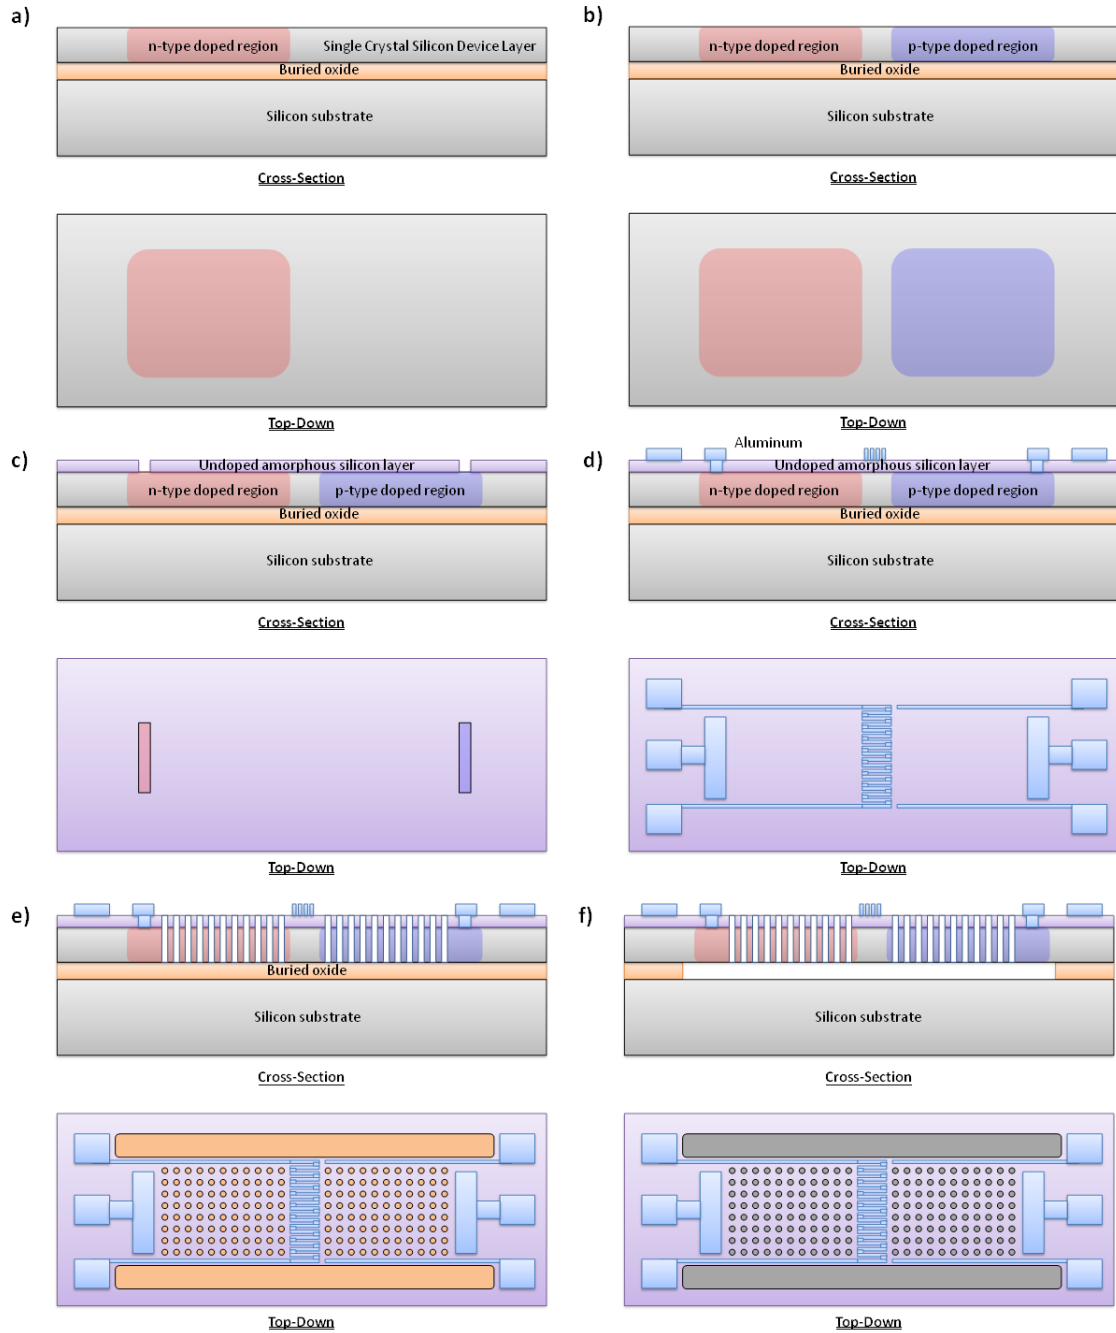 a)
n-type doped region
Single Crystal Silicon Device Layer
Buried oxide
Silicon substrate
Cross-Section
Top-Down
b)
n-type doped region
p-type doped region
Buried oxide
Silicon substrate
Cross-Section
Top-Down
c)
Undoped amorphous silicon layer
n-type doped region
p-type doped region
Buried oxide
Silicon substrate
Cross-Section
Top-Down
d)
Aluminum
Undoped amorphous silicon layer
n-type doped region
p-type doped region
Buried oxide
Silicon substrate
Cross-Section
Top-Down
e)
Buried oxide
Silicon substrate
Cross-Section
Top-Down
f)
Silicon substrate
Cross-Section
Top-Down